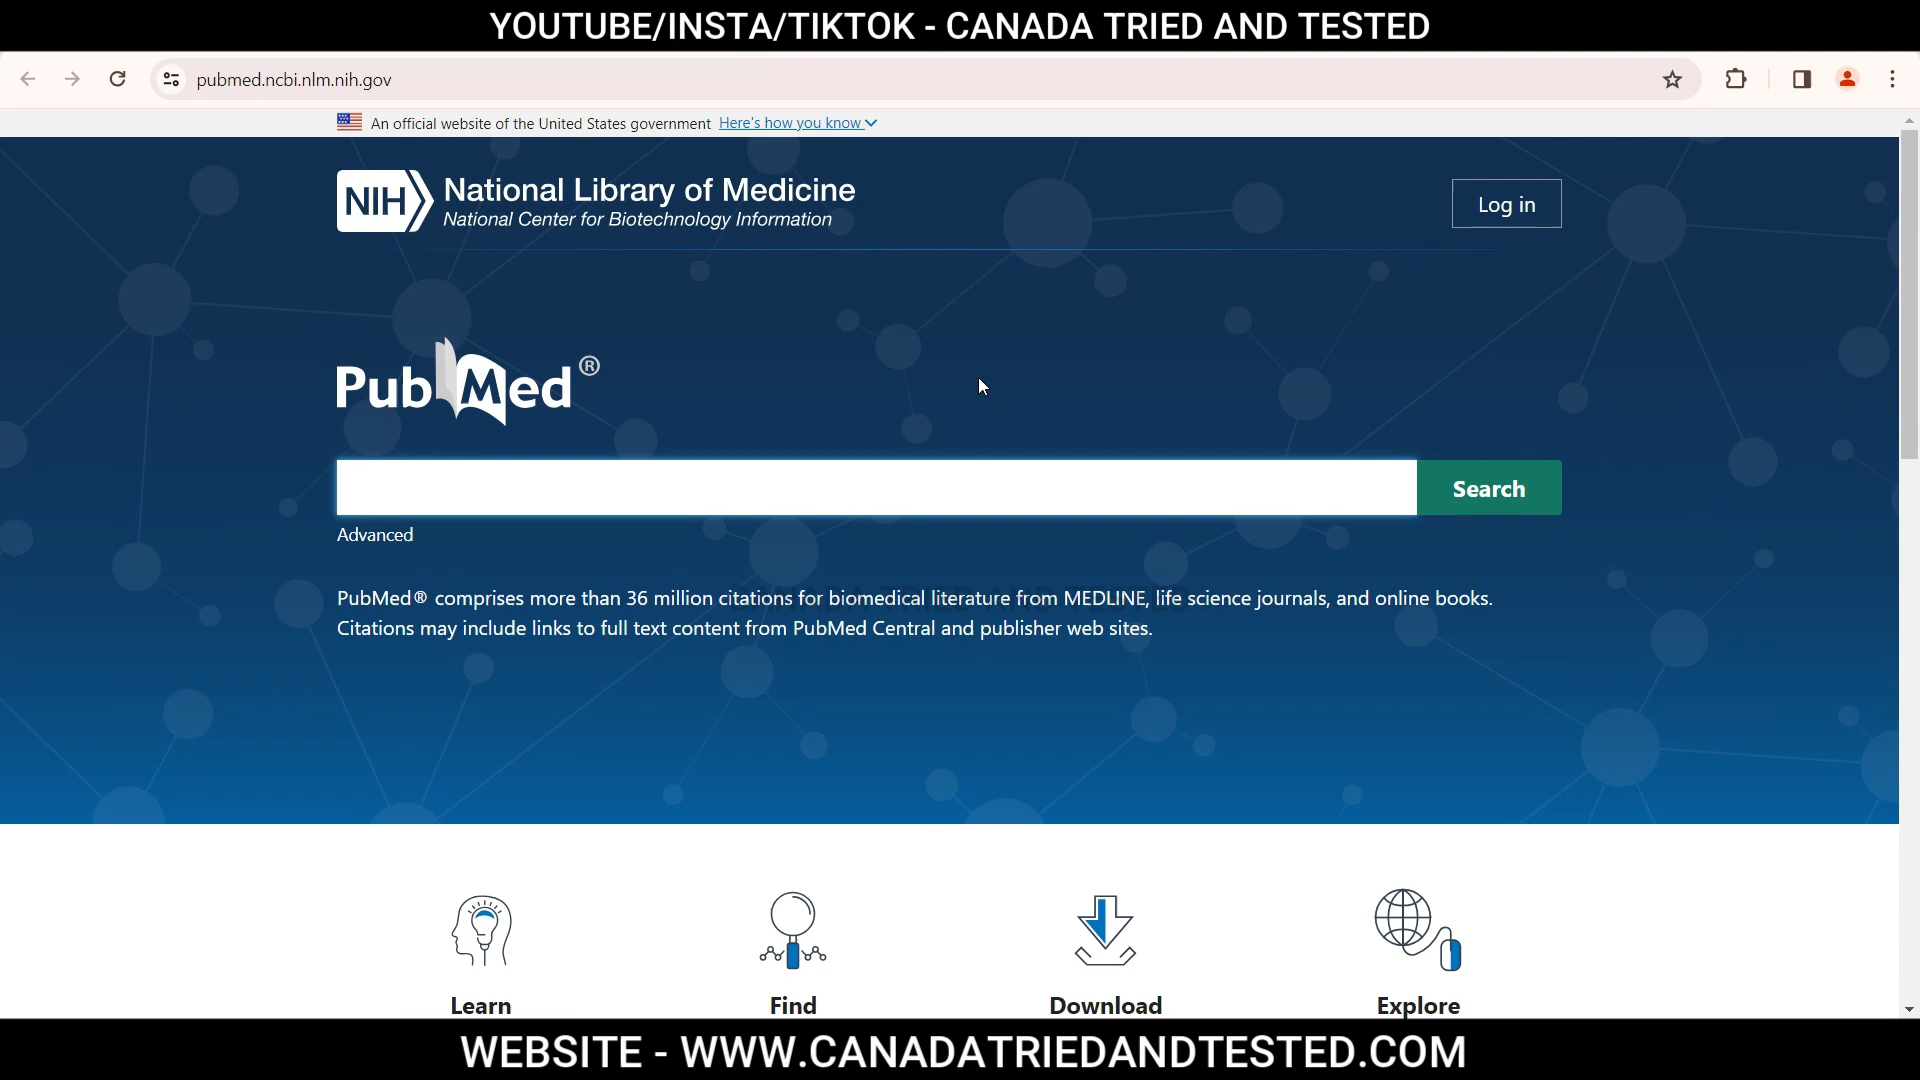 YOUTUBE/INSTA/TIKTOK - CANADA TRIED AND TESTED
pubmed.ncbi.nlm.nih.gov
An official website of the United States government Here's how you know
NIH National Library of Medicine
National Center for Biotechnology Information
Log in
PubMed®
Search
Advanced
CANADA TRIED AND TESTED
PubMed® comprises more than 36 million citations for biomedical literature from MEDLINE, life science journals, and online books.
Citations may include links to full text content from PubMed Central and publisher web sites.
Learn
Find
Download
Explore
WEBSITE - WWW.CANADATRIEDANDTESTED.COM